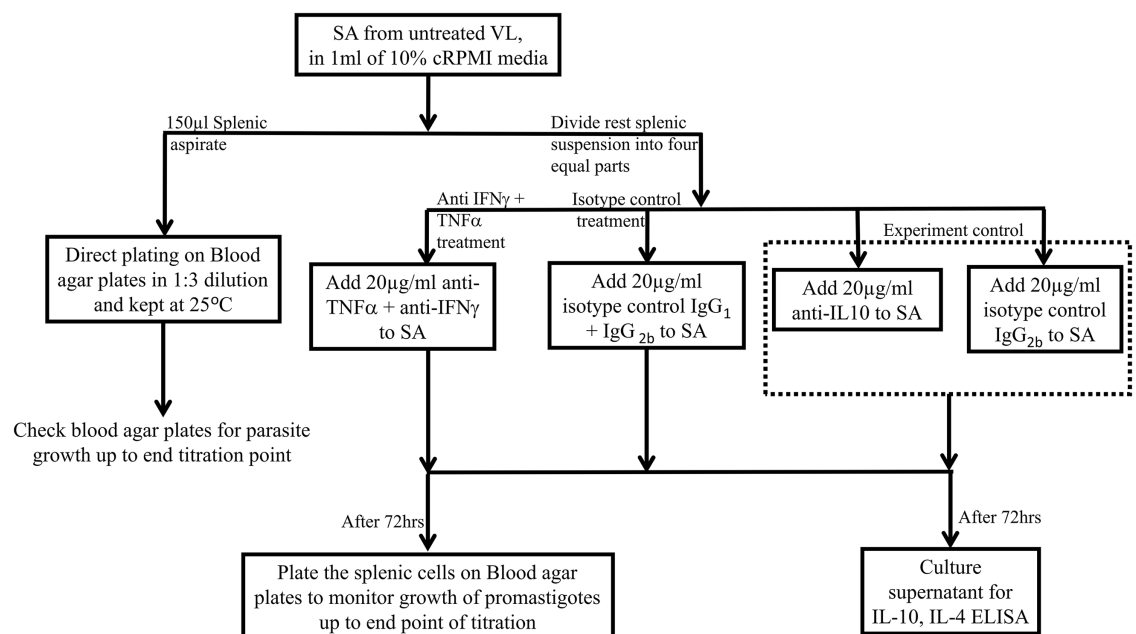 SA from untreated VL,
in 1ml of 10% cRPMI media
150µl Splenic
aspirate
Divide rest splenic
suspension into four
equal parts
Anti IFNγ +
TNFα
treatment
Isotype control
treatment
Experiment control
Direct plating on Blood
agar plates in 1:3 dilution
and kept at 25°C
Add 20µg/ml anti-
TNFα + anti-IFNγ
to SA
Add 20µg/ml
isotype control IgG1
+ IgG 2b to SA
Add 20µg/ml
anti-IL10 to SA
Add 20µg/ml
isotype control
IgG2b to SA
Check blood agar plates for parasite
growth up to end titration point
After 72hrs
After 72hrs
Plate the splenic cells on Blood agar
plates to monitor growth of promastigotes
up to end point of titration
Culture
supernatant for
IL-10, IL-4 ELISA